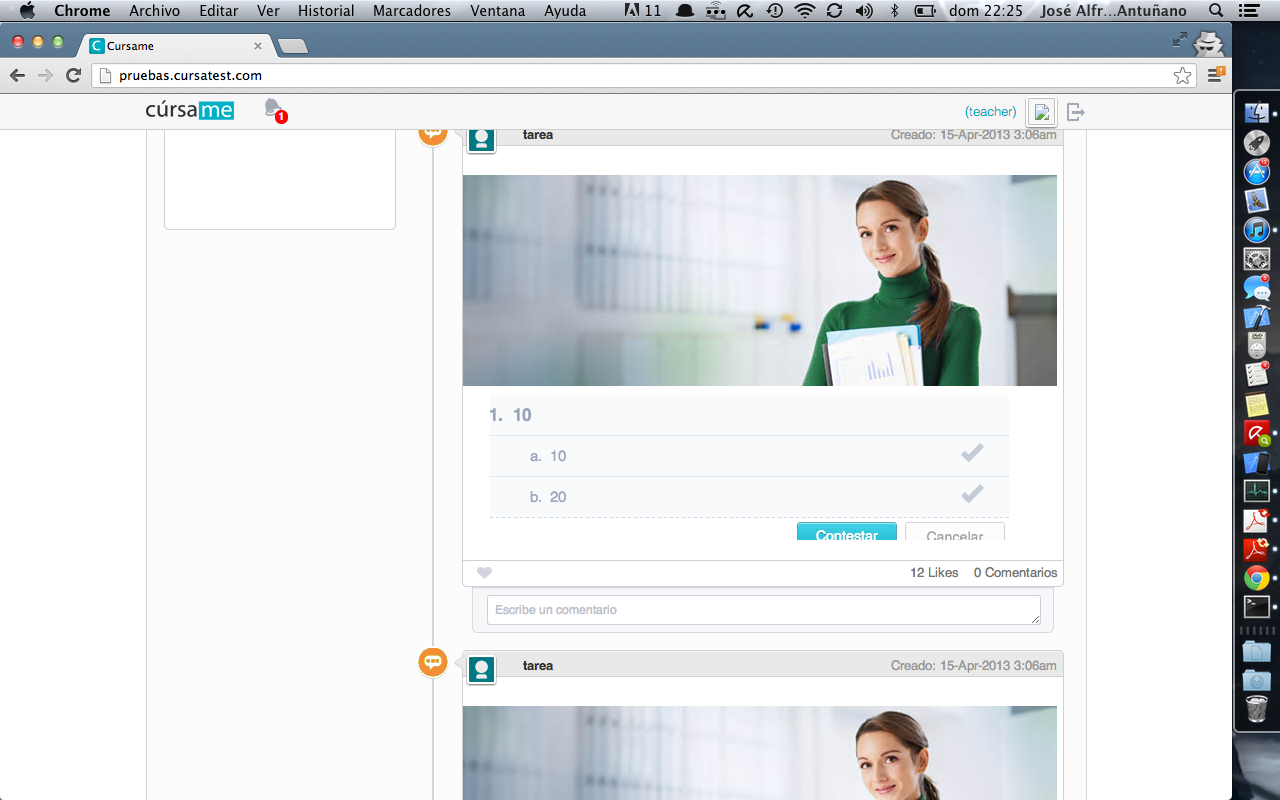 Chrome Archivo Editar Ver Historial Marcadores Ventana Ayuda 11 dom 22:25 José Alfr...Antuñano
Cursame
pruebas.cursatest.com
cúrsame 1 (teacher)
tarea Creado: 15-Apr-2013 3:06am
1. 10
a. 10
b. 20
Contestar Cancelar
12 Likes 0 Comentarios
Escribe un comentario
tarea Creado: 15-Apr-2013 3:06am